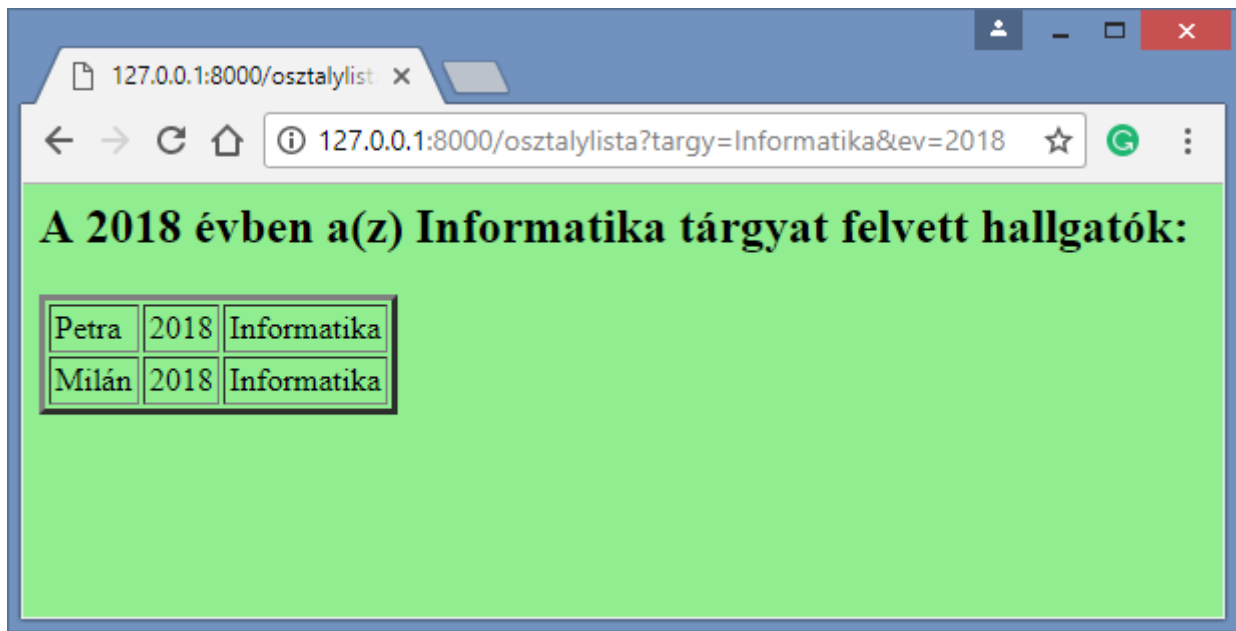 127.0.0.1:8000/osztalylist
127.0.0.1:8000/osztalylista?targy=Informatika&ev=2018
A 2018 évben a(z) Informatika tárgyat felvett hallgatók:
Petra 2018 Informatika
Milán 2018 Informatika